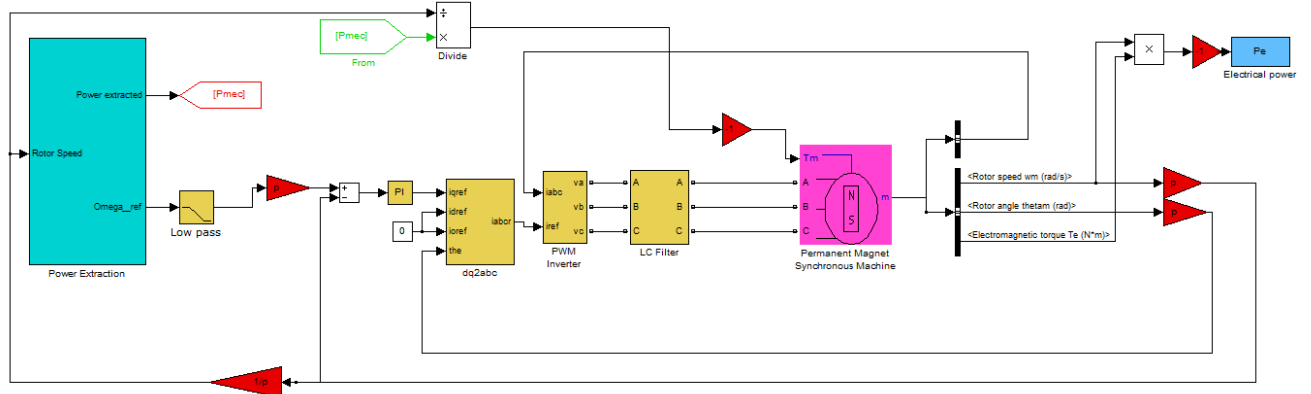 ÷
×
Divide
[Pmec]
From
×
-1
Pe
Electrical power
Power extracted
[Pmec]
Rotor Speed
Omega__ref
Power Extraction
Low pass
p
+
−
PI
0
iqref
idref
ioref
the
iabor
dq2abc
iabc
iref
va
vb
vc
PWM
Inverter
A
B
C
A
B
C
LC Filter
-1
Tm
A
B
C
N
S
m
Permanent Magnet
Synchronous Machine
<Rotor speed wm (rad/s)>
<Rotor angle thetam (rad)>
<Electromagnetic torque Te (N*m)>
p
p
1/p